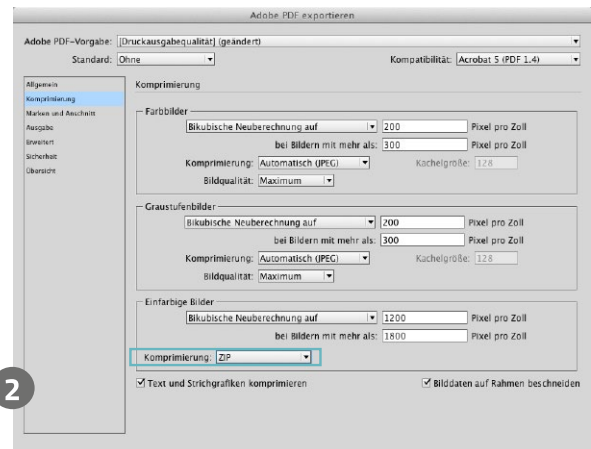 Adobe PDF exportieren
Adobe PDF-Vorgabe: [Druckausgabequalität] (geändert)
Standard: Ohne Kompatibilität: Acrobat 5 (PDF 1.4)
Allgemein
Komprimierung
Marken und Anschnitt
Ausgabe
Erweitert
Sicherheit
Übersicht
Komprimierung
Farbbilder
Bikubische Neuberechnung auf 200 Pixel pro Zoll
bei Bildern mit mehr als: 300 Pixel pro Zoll
Komprimierung: Automatisch (JPEG) Kachelgröße: 128
Bildqualität: Maximum
Graustufenbilder
Bikubische Neuberechnung auf 200 Pixel pro Zoll
bei Bildern mit mehr als: 300 Pixel pro Zoll
Komprimierung: Automatisch (JPEG) Kachelgröße: 128
Bildqualität: Maximum
Einfarbige Bilder
Bikubische Neuberechnung auf 1200 Pixel pro Zoll
bei Bildern mit mehr als: 1800 Pixel pro Zoll
Komprimierung: ZIP
Text und Strichgrafiken komprimieren Bilddaten auf Rahmen beschneiden
2